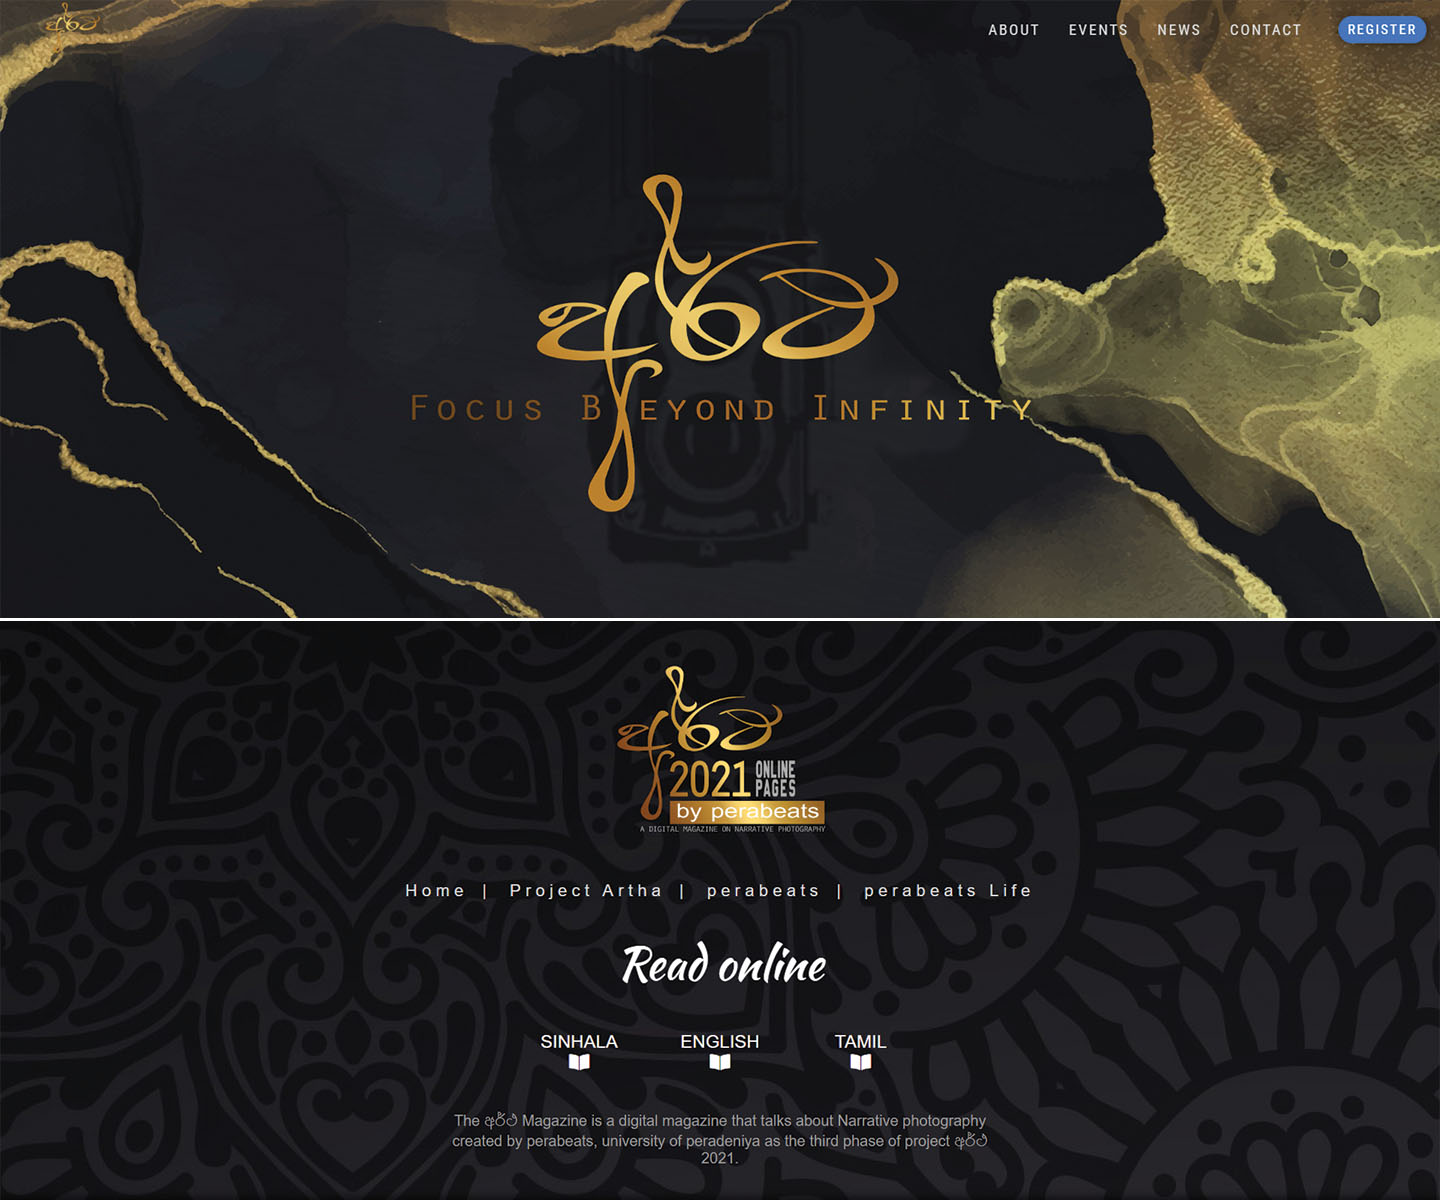 අර්ථ
ABOUT EVENTS NEWS CONTACT REGISTER
අර්ථ
FOCUS BEYOND INFINITY
අර්ථ
2021 ONLINE PAGES
by perabeats
A DIGITAL MAGAZINE ON NARRATIVE PHOTOGRAPHY
Home | Project Artha | perabeats | perabeats Life
Read online
SINHALA ENGLISH TAMIL
The අර්ථ Magazine is a digital magazine that talks about Narrative photography
created by perabeats, university of peradeniya as the third phase of project අර්ථ
2021.